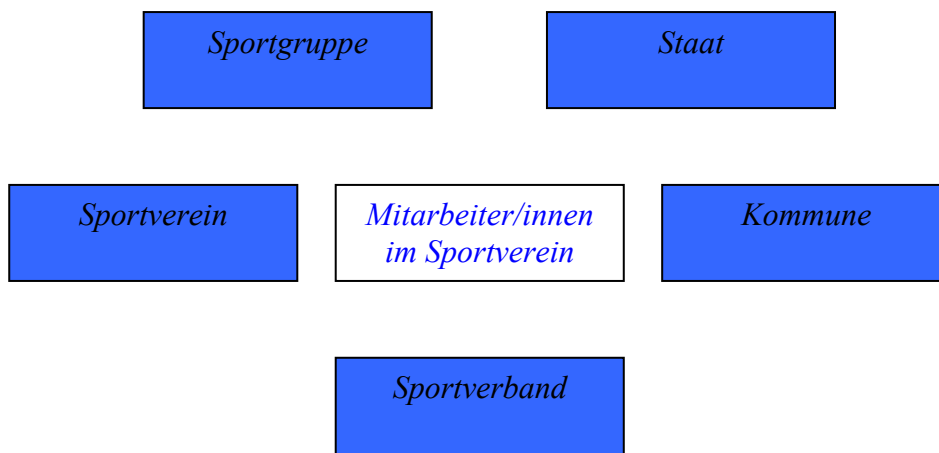 Sportgruppe
Staat
Sportverein
Mitarbeiter/innen
im Sportverein
Kommune
Sportverband